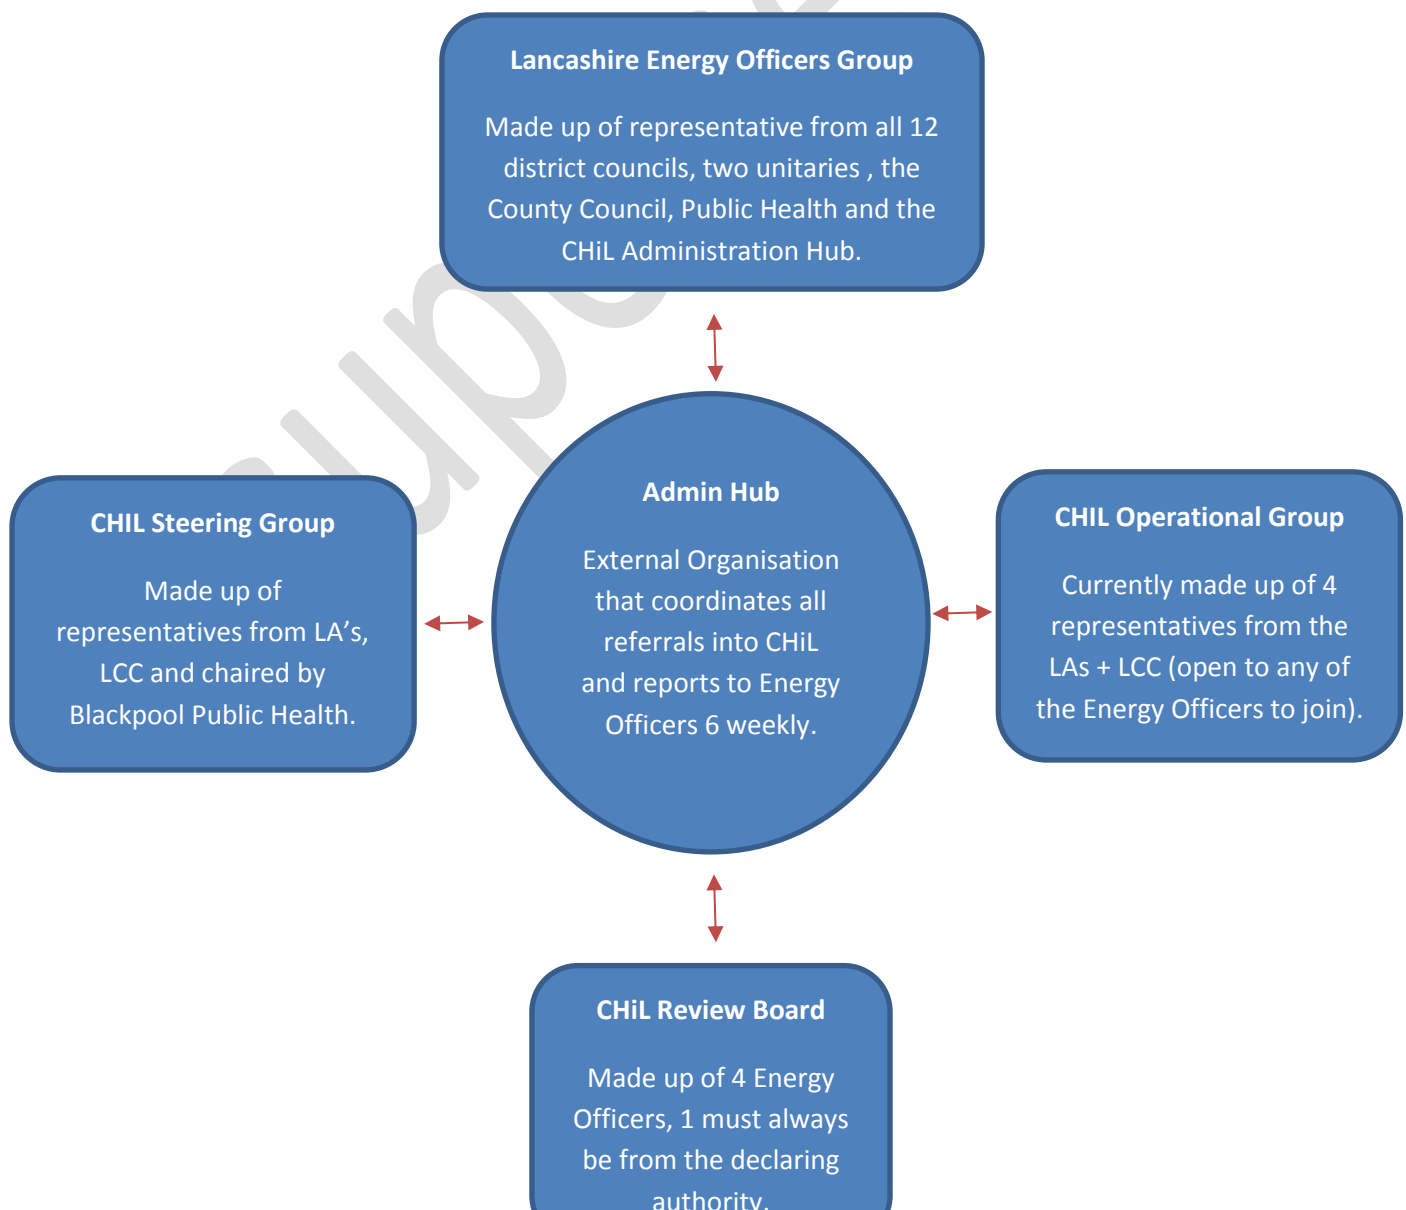 Lancashire Energy Officers Group
Made up of representative from all 12
district councils, two unitaries , the
County Council, Public Health and the
CHiL Administration Hub.
Admin Hub
External Organisation
that coordinates all
referrals into CHiL
and reports to Energy
Officers 6 weekly.
CHIL Steering Group
Made up of
representatives from LA’s,
LCC and chaired by
Blackpool Public Health.
CHIL Operational Group
Currently made up of 4
representatives from the
LAs + LCC (open to any of
the Energy Officers to join).
CHiL Review Board
Made up of 4 Energy
Officers, 1 must always
be from the declaring
authority.